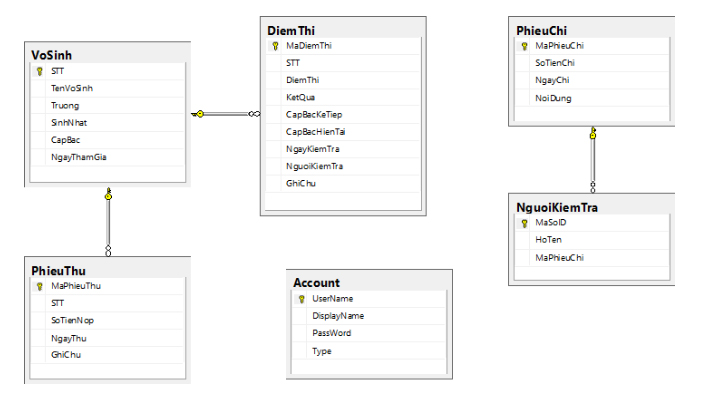 VoSinh
STT
TenVoSinh
Truong
SinhNhat
CapBac
NgayThamGia
DiemThi
MaDiemThi
STT
DiemThi
KetQua
CapBacKeTiep
CapBacHienTai
NgayKiemTra
NguoiKiemTra
GhiChu
PhieuChi
MaPhieuChi
SoTienChi
NgayChi
NoiDung
NguoiKiemTra
MaSoID
HoTen
MaPhieuChi
PhieuThu
MaPhieuThu
STT
SoTienNop
NgayThu
GhiChu
Account
UserName
DisplayName
PassWord
Type